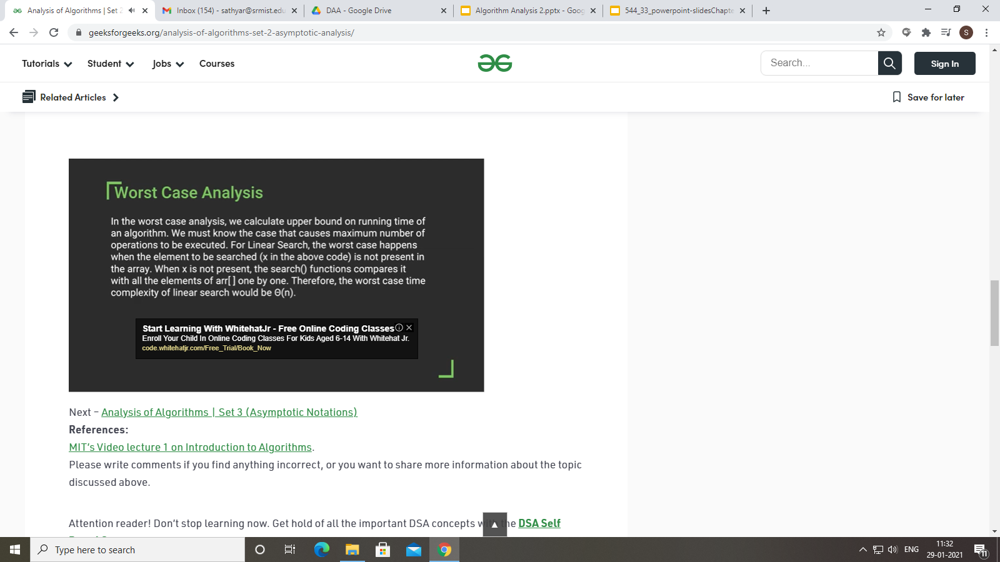 Analysis of Algorithms | Set 2
Inbox (154) - sathyar@srmist.edu
DAA - Google Drive
Algorithm Analysis 2.pptx - Goog
544_33_powerpoint-slidesChapte
geeksforgeeks.org/analysis-of-algorithms-set-2-asymptotic-analysis/
S
Tutorials
Student
Jobs
Courses
Search...
Sign In
Related Articles
Save for later
Worst Case Analysis
In the worst case analysis, we calculate upper bound on running time of
an algorithm. We must know the case that causes maximum number of
operations to be executed. For Linear Search, the worst case happens
when the element to be searched (x in the above code) is not present in
the array. When x is not present, the search() functions compares it
with all the elements of arr[ ] one by one. Therefore, the worst case time
complexity of linear search would be Θ(n).
Start Learning With WhitehatJr - Free Online Coding Classes
Enroll Your Child In Online Coding Classes For Kids Aged 6-14 With Whitehat Jr.
code.whitehatjr.com/Free_Trial/Book_Now
Next – Analysis of Algorithms | Set 3 (Asymptotic Notations)
References:
MIT's Video lecture 1 on Introduction to Algorithms.
Please write comments if you find anything incorrect, or you want to share more information about the topic
discussed above.
Attention reader! Don't stop learning now. Get hold of all the important DSA concepts with the DSA Self
Type here to search
ENG
11:32
29-01-2021
11